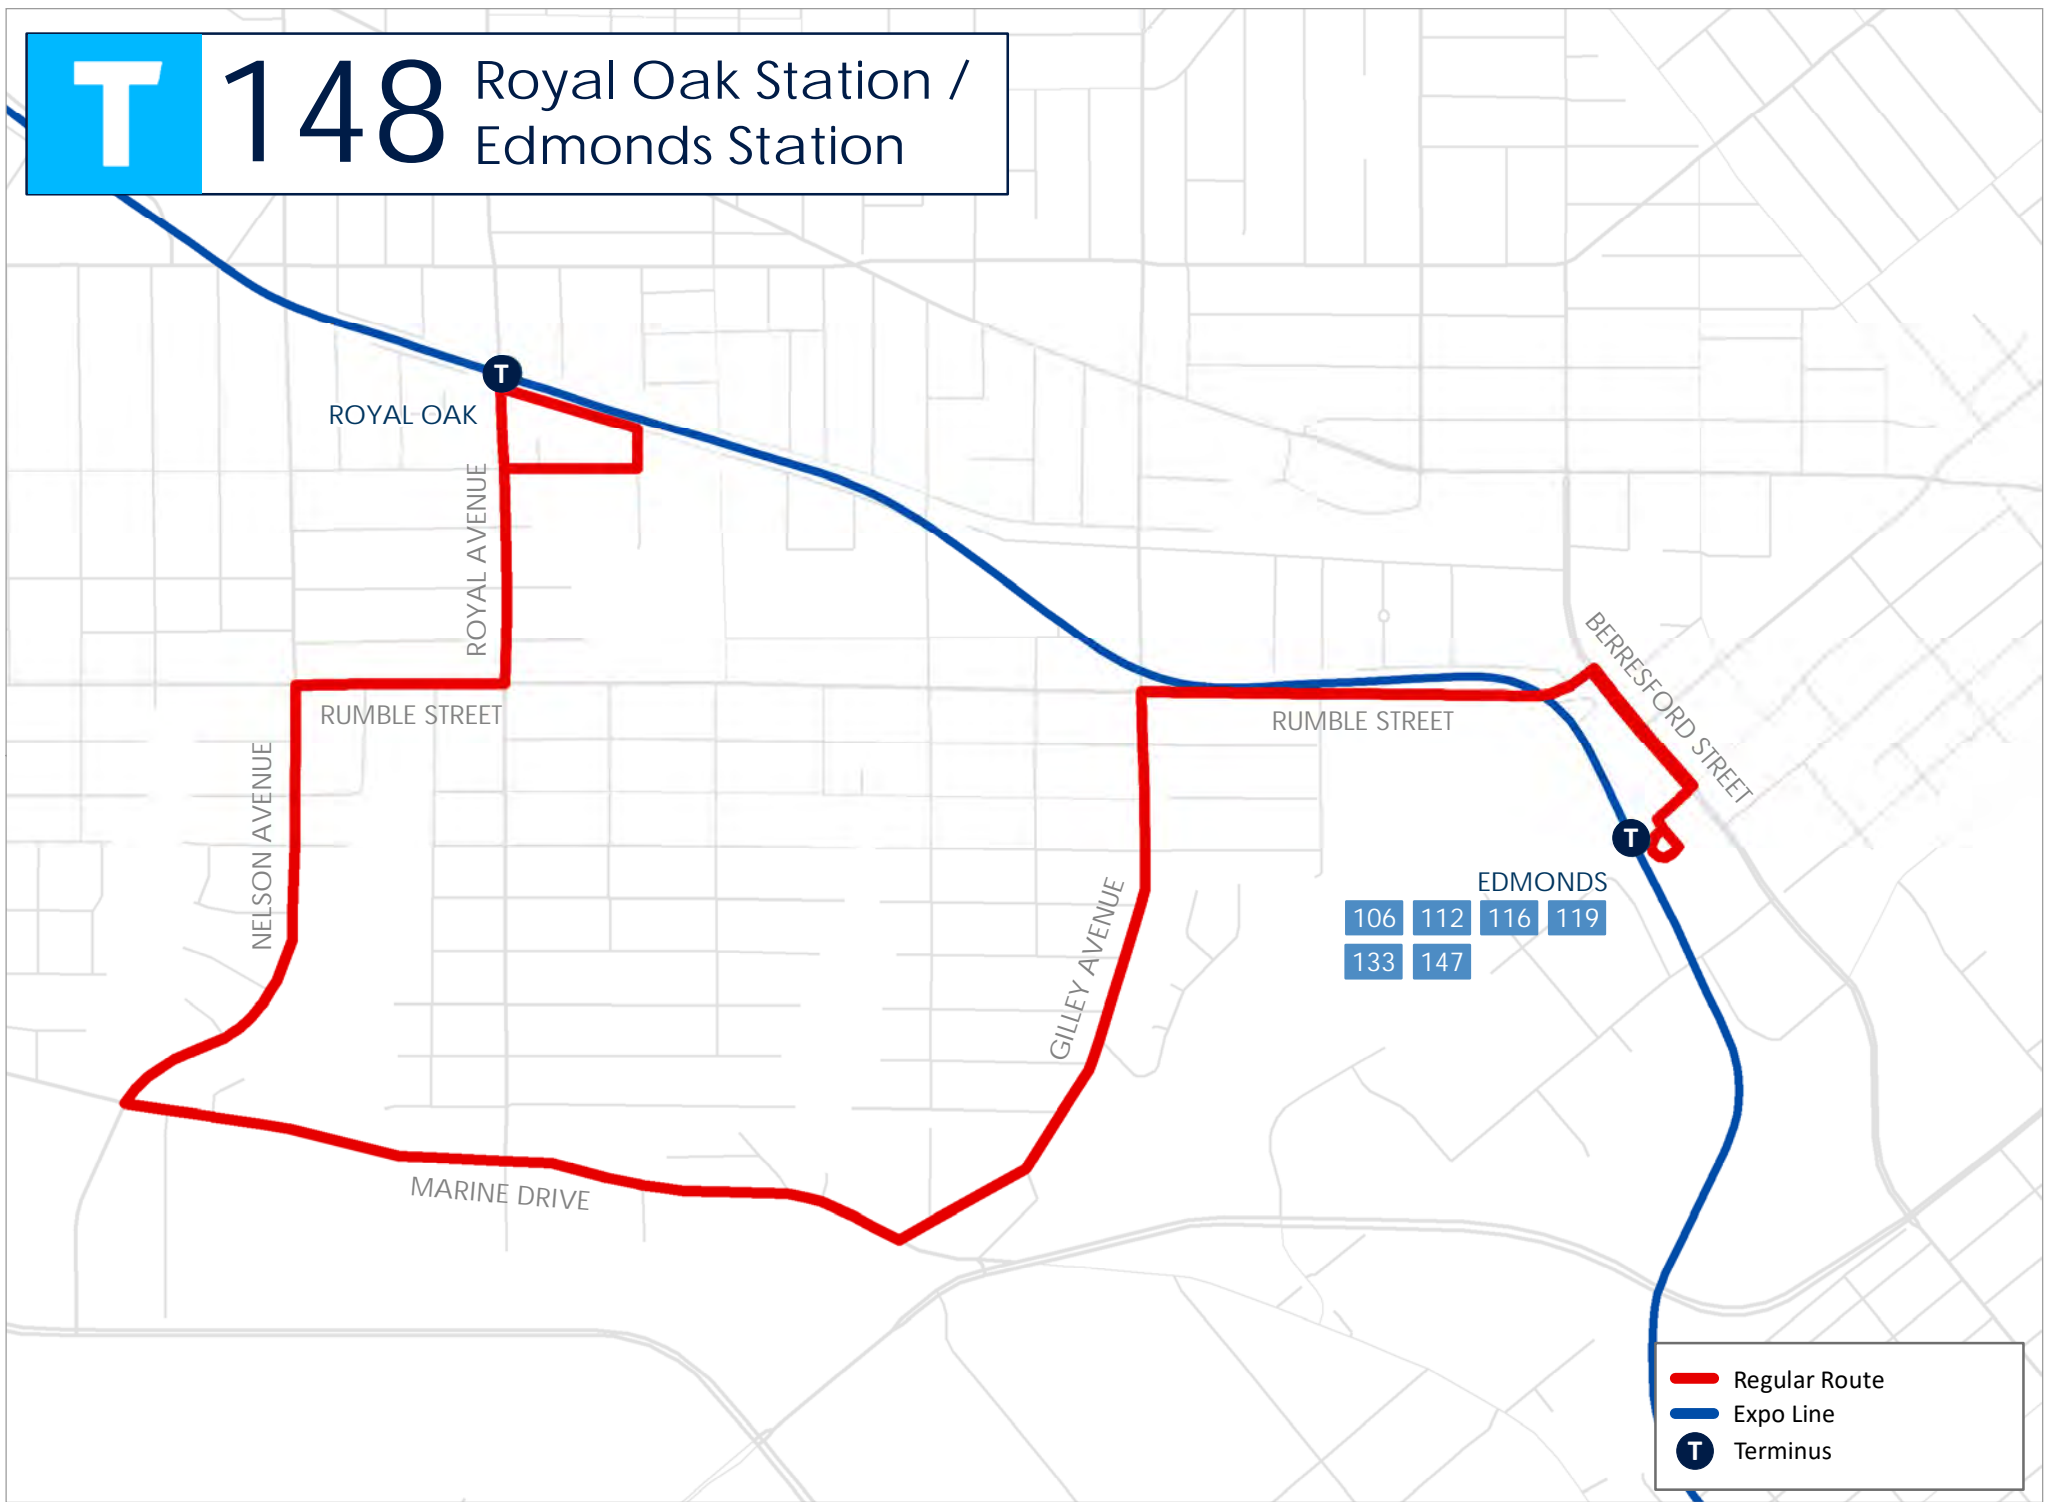 T
148
Royal Oak Station /
Edmonds Station
T
ROYAL OAK
ROYAL AVENUE
RUMBLE STREET
NELSON AVENUE
MARINE DRIVE
GILLEY AVENUE
RUMBLE STREET
BERRESFORD STREET
T
EDMONDS
106 112 116 119
133 147
Regular Route
Expo Line
T Terminus